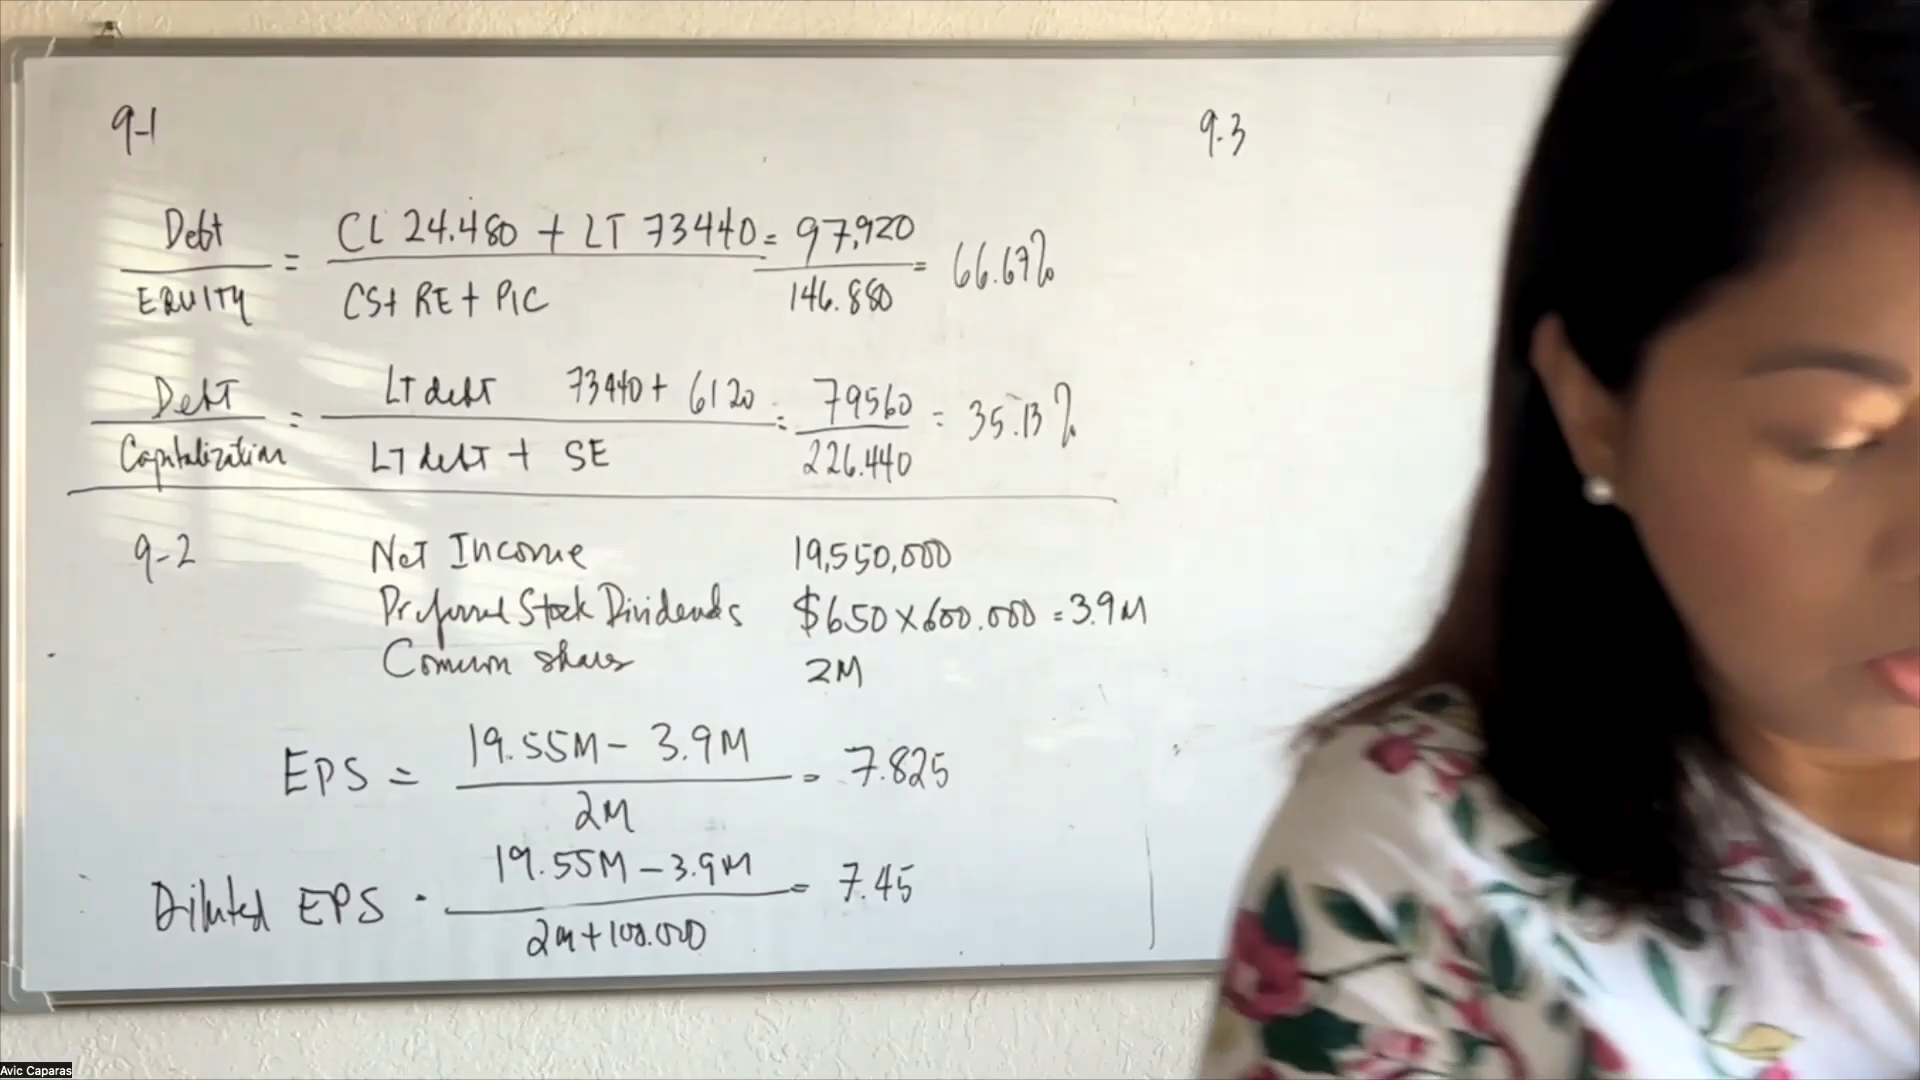 9-1
9.3
Debt = CL 24.480 + LT 73440 = 97,920 = 66.67%
EQUITY CS+ RE + PIC 146.880
Debt = LT debt 73440 + 6120 = 79560 = 35.13%
Capitalization LT debt + SE 226.440
9-2 Net Income 19,550,000
Preferred Stock Dividends $650 x 600.000 = 3.9M
Common shares 2M
EPS = 19.55M - 3.9M = 7.825
2M
Diluted EPS = 19.55M - 3.9M = 7.45
2M + 100.000
Avic Caparas